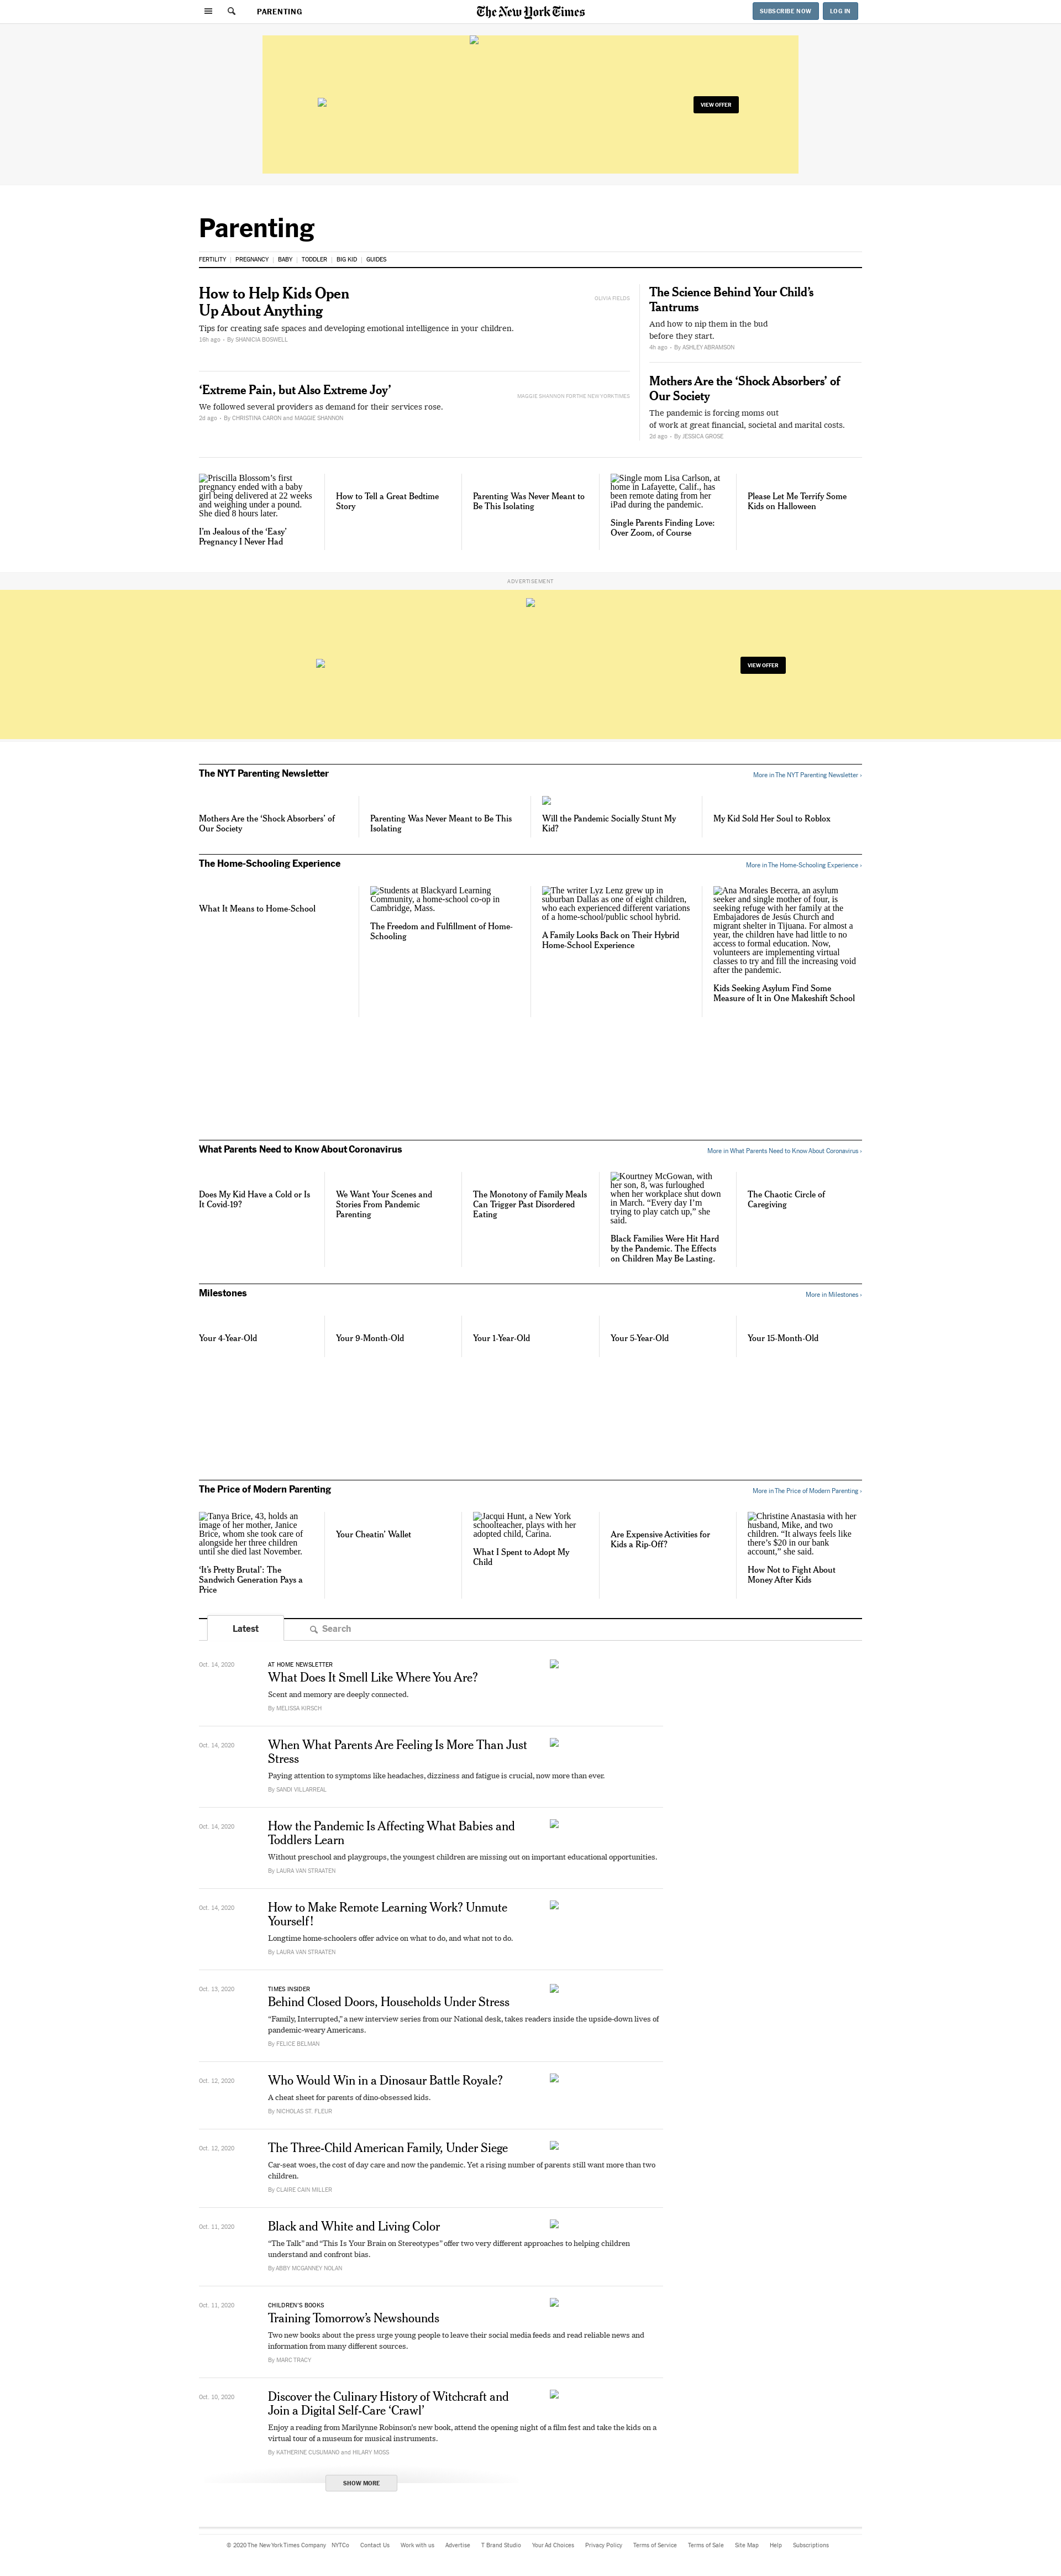 PARENTING
The New York Times
SUBSCRIBE NOW
LOG IN
VIEW OFFER
Parenting
FERTILITY
PREGNANCY
BABY
TODDLER
BIG KID
GUIDES
How to Help Kids Open
Up About Anything
Tips for creating safe spaces and developing emotional intelligence in your children.
16h ago · By SHANICIA BOSWELL
OLIVIA FIELDS
‘Extreme Pain, but Also Extreme Joy’
We followed several providers as demand for their services rose.
2d ago · By CHRISTINA CARON and MAGGIE SHANNON
MAGGIE SHANNON FOR THE NEW YORK TIMES
The Science Behind Your Child’s
Tantrums
And how to nip them in the bud
before they start.
4h ago · By ASHLEY ABRAMSON
Mothers Are the ‘Shock Absorbers’ of
Our Society
The pandemic is forcing moms out
of work at great financial, societal and marital costs.
2d ago · By JESSICA GROSE
Priscilla Blossom’s first
pregnancy ended with a baby
girl being delivered at 22 weeks
and weighing under a pound.
She died 8 hours later.
I’m Jealous of the ‘Easy’
Pregnancy I Never Had
How to Tell a Great Bedtime
Story
Parenting Was Never Meant to
Be This Isolating
Single mom Lisa Carlson, at
home in Lafayette, Calif., has
been remote dating from her
iPad during the pandemic.
Single Parents Finding Love:
Over Zoom, of Course
Please Let Me Terrify Some
Kids on Halloween
ADVERTISEMENT
VIEW OFFER
The NYT Parenting Newsletter
More in The NYT Parenting Newsletter ›
Mothers Are the ‘Shock Absorbers’ of
Our Society
Parenting Was Never Meant to Be This
Isolating
Will the Pandemic Socially Stunt My
Kid?
My Kid Sold Her Soul to Roblox
The Home-Schooling Experience
More in The Home-Schooling Experience ›
What It Means to Home-School
Students at Blackyard Learning
Community, a home-school co-op in
Cambridge, Mass.
The Freedom and Fulfillment of Home-
Schooling
The writer Lyz Lenz grew up in
suburban Dallas as one of eight children,
who each experienced different variations
of a home-school/public school hybrid.
A Family Looks Back on Their Hybrid
Home-School Experience
Ana Morales Becerra, an asylum
seeker and single mother of four, is
seeking refuge with her family at the
Embajadores de Jesús Church and
migrant shelter in Tijuana. For almost a
year, the children have had little to no
access to formal education. Now,
volunteers are implementing virtual
classes to try and fill the increasing void
after the pandemic.
Kids Seeking Asylum Find Some
Measure of It in One Makeshift School
What Parents Need to Know About Coronavirus
More in What Parents Need to Know About Coronavirus ›
Does My Kid Have a Cold or Is
It Covid-19?
We Want Your Scenes and
Stories From Pandemic
Parenting
The Monotony of Family Meals
Can Trigger Past Disordered
Eating
Kourtney McGowan, with
her son, 8, was furloughed
when her workplace shut down
in March. “Every day I’m
trying to play catch up,” she
said.
Black Families Were Hit Hard
by the Pandemic. The Effects
on Children May Be Lasting.
The Chaotic Circle of
Caregiving
Milestones
More in Milestones ›
Your 4-Year-Old
Your 9-Month-Old
Your 1-Year-Old
Your 5-Year-Old
Your 15-Month-Old
The Price of Modern Parenting
More in The Price of Modern Parenting ›
Tanya Brice, 43, holds an
image of her mother, Janice
Brice, whom she took care of
alongside her three children
until she died last November.
‘It’s Pretty Brutal’: The
Sandwich Generation Pays a
Price
Your Cheatin’ Wallet
Jacqui Hunt, a New York
schoolteacher, plays with her
adopted child, Carina.
What I Spent to Adopt My
Child
Are Expensive Activities for
Kids a Rip-Off?
Christine Anastasia with her
husband, Mike, and two
children. “It always feels like
there’s $20 in our bank
account,” she said.
How Not to Fight About
Money After Kids
Latest
Search
Oct. 14, 2020
AT HOME NEWSLETTER
What Does It Smell Like Where You Are?
Scent and memory are deeply connected.
By MELISSA KIRSCH
Oct. 14, 2020
When What Parents Are Feeling Is More Than Just
Stress
Paying attention to symptoms like headaches, dizziness and fatigue is crucial, now more than ever.
By SANDI VILLARREAL
Oct. 14, 2020
How the Pandemic Is Affecting What Babies and
Toddlers Learn
Without preschool and playgroups, the youngest children are missing out on important educational opportunities.
By LAURA VAN STRAATEN
Oct. 14, 2020
How to Make Remote Learning Work? Unmute
Yourself!
Longtime home-schoolers offer advice on what to do, and what not to do.
By LAURA VAN STRAATEN
Oct. 13, 2020
TIMES INSIDER
Behind Closed Doors, Households Under Stress
“Family, Interrupted,” a new interview series from our National desk, takes readers inside the upside-down lives of
pandemic-weary Americans.
By FELICE BELMAN
Oct. 12, 2020
Who Would Win in a Dinosaur Battle Royale?
A cheat sheet for parents of dino-obsessed kids.
By NICHOLAS ST. FLEUR
Oct. 12, 2020
The Three-Child American Family, Under Siege
Car-seat woes, the cost of day care and now the pandemic. Yet a rising number of parents still want more than two
children.
By CLAIRE CAIN MILLER
Oct. 11, 2020
Black and White and Living Color
“The Talk” and “This Is Your Brain on Stereotypes” offer two very different approaches to helping children
understand and confront bias.
By ABBY MCGANNEY NOLAN
Oct. 11, 2020
CHILDREN’S BOOKS
Training Tomorrow’s Newshounds
Two new books about the press urge young people to leave their social media feeds and read reliable news and
information from many different sources.
By MARC TRACY
Oct. 10, 2020
Discover the Culinary History of Witchcraft and
Join a Digital Self-Care ‘Crawl’
Enjoy a reading from Marilynne Robinson’s new book, attend the opening night of a film fest and take the kids on a
virtual tour of a museum for musical instruments.
By KATHERINE CUSUMANO and HILARY MOSS
SHOW MORE
© 2020 The New York Times Company
NYTCo
Contact Us
Work with us
Advertise
T Brand Studio
Your Ad Choices
Privacy Policy
Terms of Service
Terms of Sale
Site Map
Help
Subscriptions